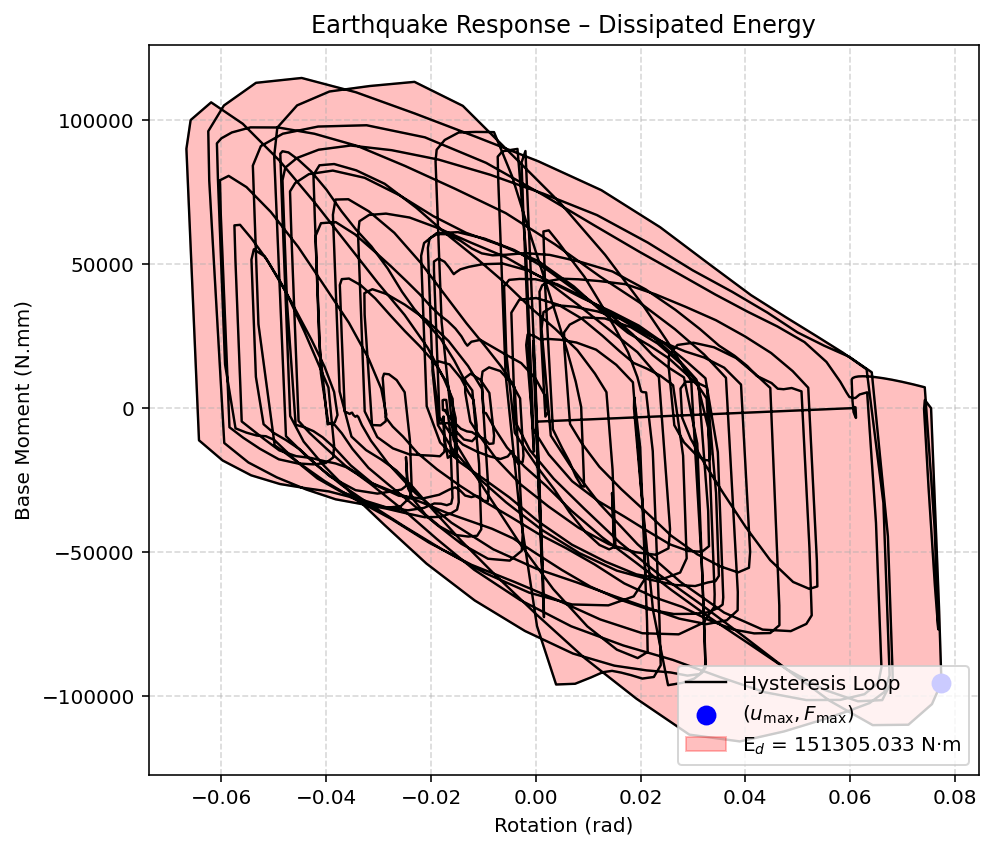 Earthquake Response – Dissipated Energy
Base Moment (N.mm)
100000
50000
0
−50000
−100000
−0.06
−0.04
−0.02
0.00
0.02
0.04
0.06
0.08
Rotation (rad)
Hysteresis Loop
(u_max, F_max)
E_d = 151305.033 N·m